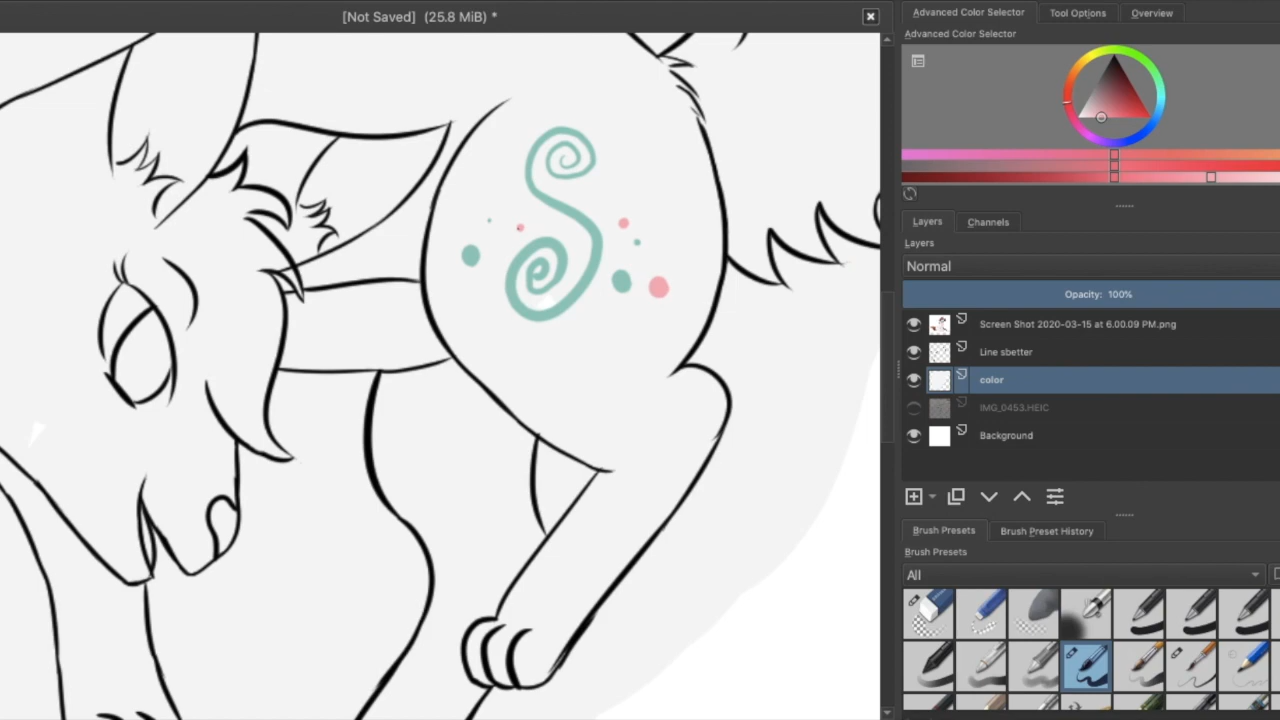 [Not Saved] (25.8 MiB) *
Advanced Color Selector
Tool Options
Overview
Advanced Color Selector
Layers
Channels
Layers
Normal
Opacity: 100%
Screen Shot 2020-03-15 at 6.00.09 PM.png
Line sbetter
color
IMG_0453.HEIC
Background
Brush Presets
Brush Preset History
Brush Presets
All